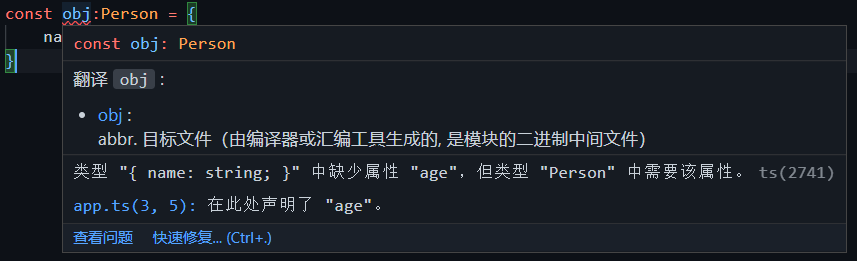 const obj:Person = {
na
}
const obj: Person
翻译 obj :
obj :
abbr. 目标文件（由编译器或汇编工具生成的, 是模块的二进制中间文件）
类型 "{ name: string; }" 中缺少属性 "age"，但类型 "Person" 中需要该属性。 ts(2741)
app.ts(3, 5): 在此处声明了 "age"。
查看问题 快速修复... (Ctrl+.)